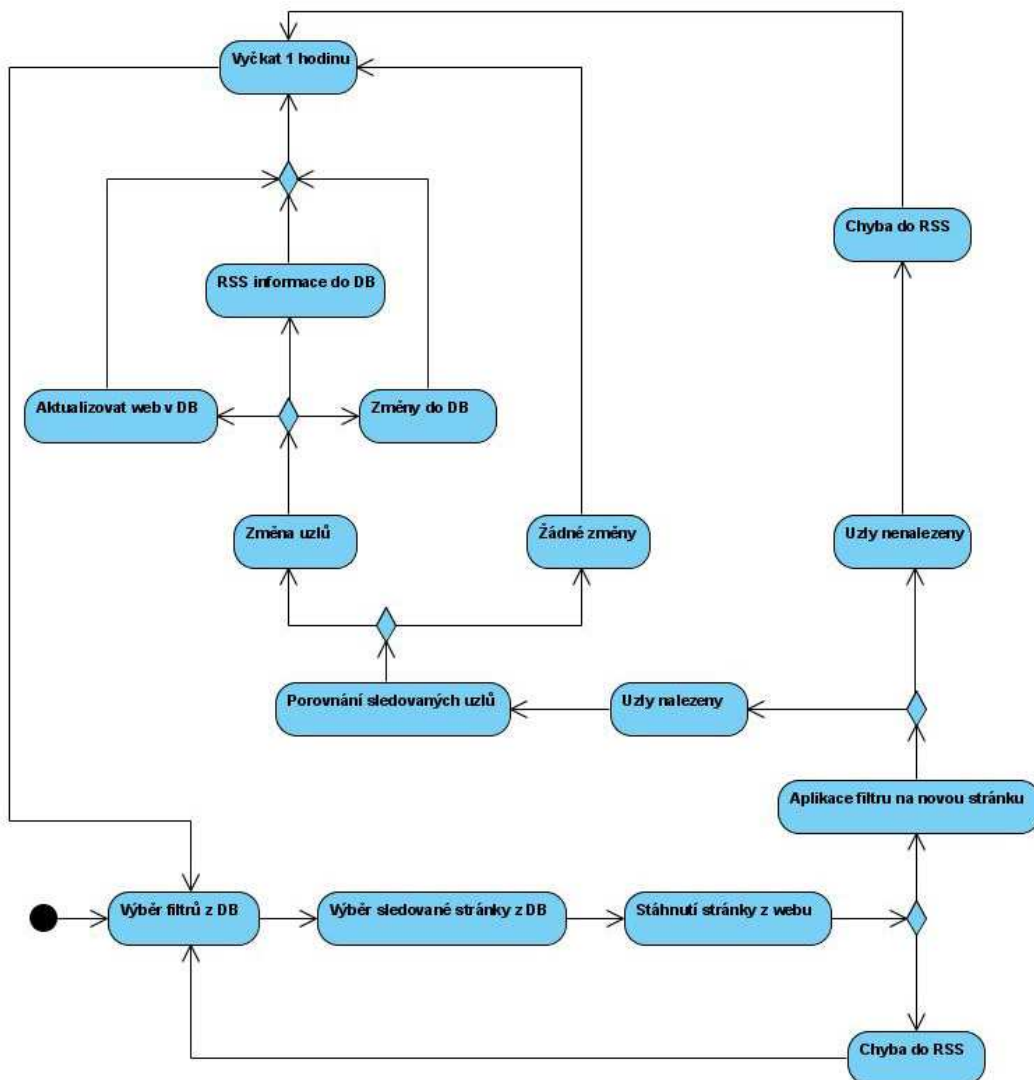 Vyčkat 1 hodinu
Chyba do RSS
RSS informace do DB
Aktualizovat web v DB
Změny do DB
Změna uzlů
Žádné změny
Uzly nenalezeny
Porovnání sledovaných uzlů
Uzly nalezeny
Aplikace filtru na novou stránku
Výběr filtrů z DB
Výběr sledované stránky z DB
Stáhnutí stránky z webu
Chyba do RSS